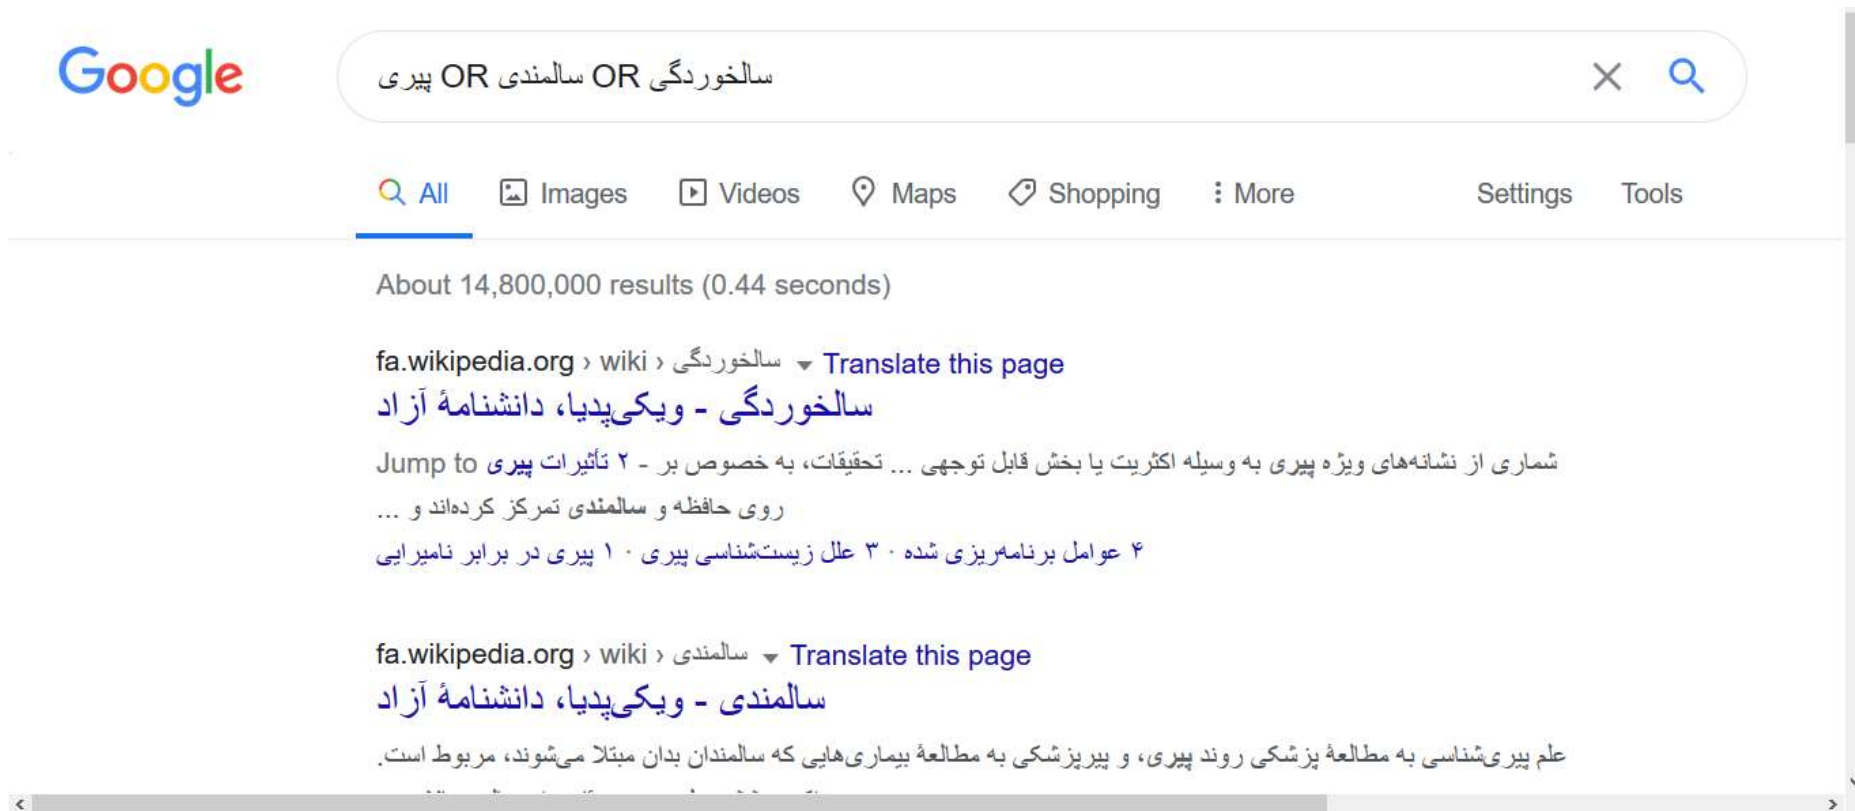 Google
سالخوردگی OR سالمندی OR پیری
All Images Videos Maps Shopping More Settings Tools
About 14,800,000 results (0.44 seconds)
fa.wikipedia.org › wiki › سالخوردگی Translate this page
سالخوردگی - ویکی‌پدیا، دانشنامهٔ آزاد
شماری از نشانه‌های ویژه پیری به وسیله اکثریت یا بخش قابل توجهی ... تحقیقات، به خصوص بر - ۲ تأثیرات پیری Jump to
روی حافظه و سالمندی تمرکز کرده‌اند و ...
۴ عوامل برنامه‌ریزی شده · ۳ علل زیست‌شناسی پیری · ۱ پیری در برابر نامیرایی
fa.wikipedia.org › wiki › سالمندی Translate this page
سالمندی - ویکی‌پدیا، دانشنامهٔ آزاد
علم پیری‌شناسی به مطالعهٔ پزشکی روند پیری، و پیرپزشکی به مطالعهٔ بیماری‌هایی که سالمندان بدان مبتلا می‌شوند، مربوط است.